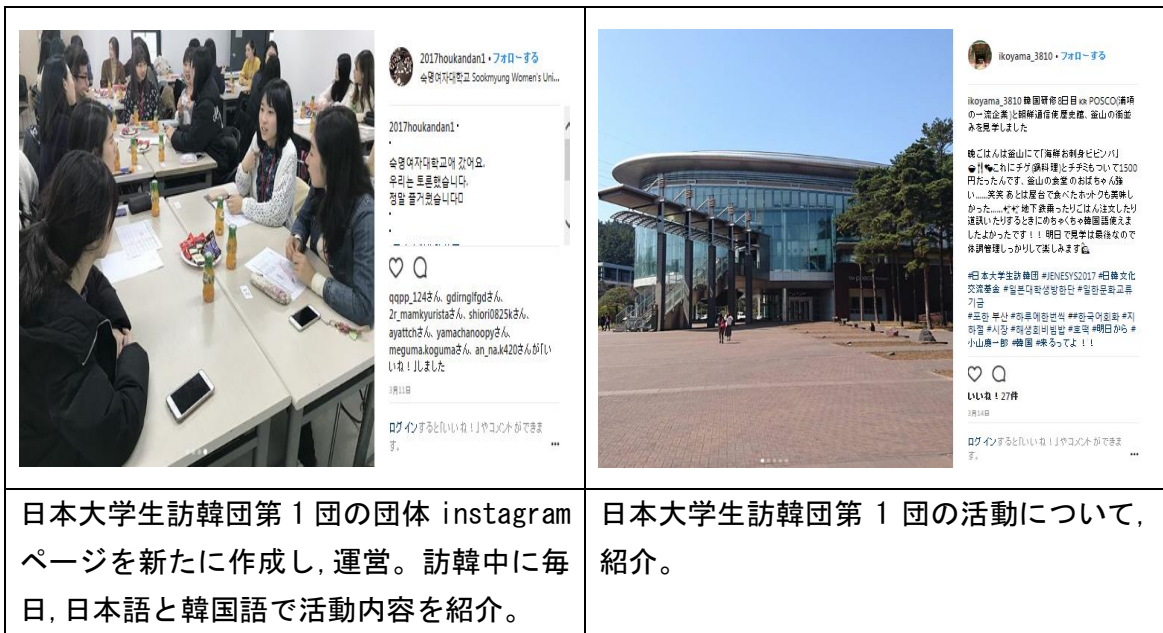 2017houkandan1 • フォローする
숙명여자대학교 Sookmyung Women's Uni...
2017houkandan1 •
•
숙명여자대학교에 갔어요.
우리는 토론했습니다.
정말 즐거웠습니다
•
•
qqpp_124さん、gdirnglfgdさん、
2r_mamkyuristaさん、shiori0825kさん、
ayattchさん、yamachanoopyさん、
meguma.kogumaさん、an_na.k420さんが「い
いね！」しました
3月11日
ログインすると「いいね！」やコメントができま
す。
日本大学生訪韓団第１団の団体 instagram
ページを新たに作成し,運営。訪韓中に毎
日,日本語と韓国語で活動内容を紹介。
ikoyama_3810 • フォローする
ikoyama_3810 韓国研修8日目 KR POSCO(浦項
の一流企業)と朝鮮通信使歴史館、釜山の街並
みを見学しました
晩ごはんは釜山にて「海鮮お刺身ビビンバ」
これにチゲ(鍋料理)とチヂミもついて1500
円だったんです、釜山の食堂のおばちゃん強
い......笑笑 あとは屋台で食べたホットクも美味し
かった...... 地下鉄乗ったりごはん注文したり
道訊いたりするときにめちゃくちゃ韓国語使えま
したよかったです！！明日で見学は最後なので
体調管理しっかりして楽しみます
#日本大学生訪韓団 #JENESYS2017 #日韓文化
交流基金 #일본대학생방한단 #일한문화교류
기금
#포항 부산 #하루에한번씩 ##한국어회화 #지
하철 #시장 #해생회비빔밥 #호떡 #明日から #
小山慶一郎 #韓国 #来るってよ！！
いいね！27件
3月14日
ログインすると「いいね！」やコメントができま
す。
日本大学生訪韓団第 1 団の活動について,
紹介。